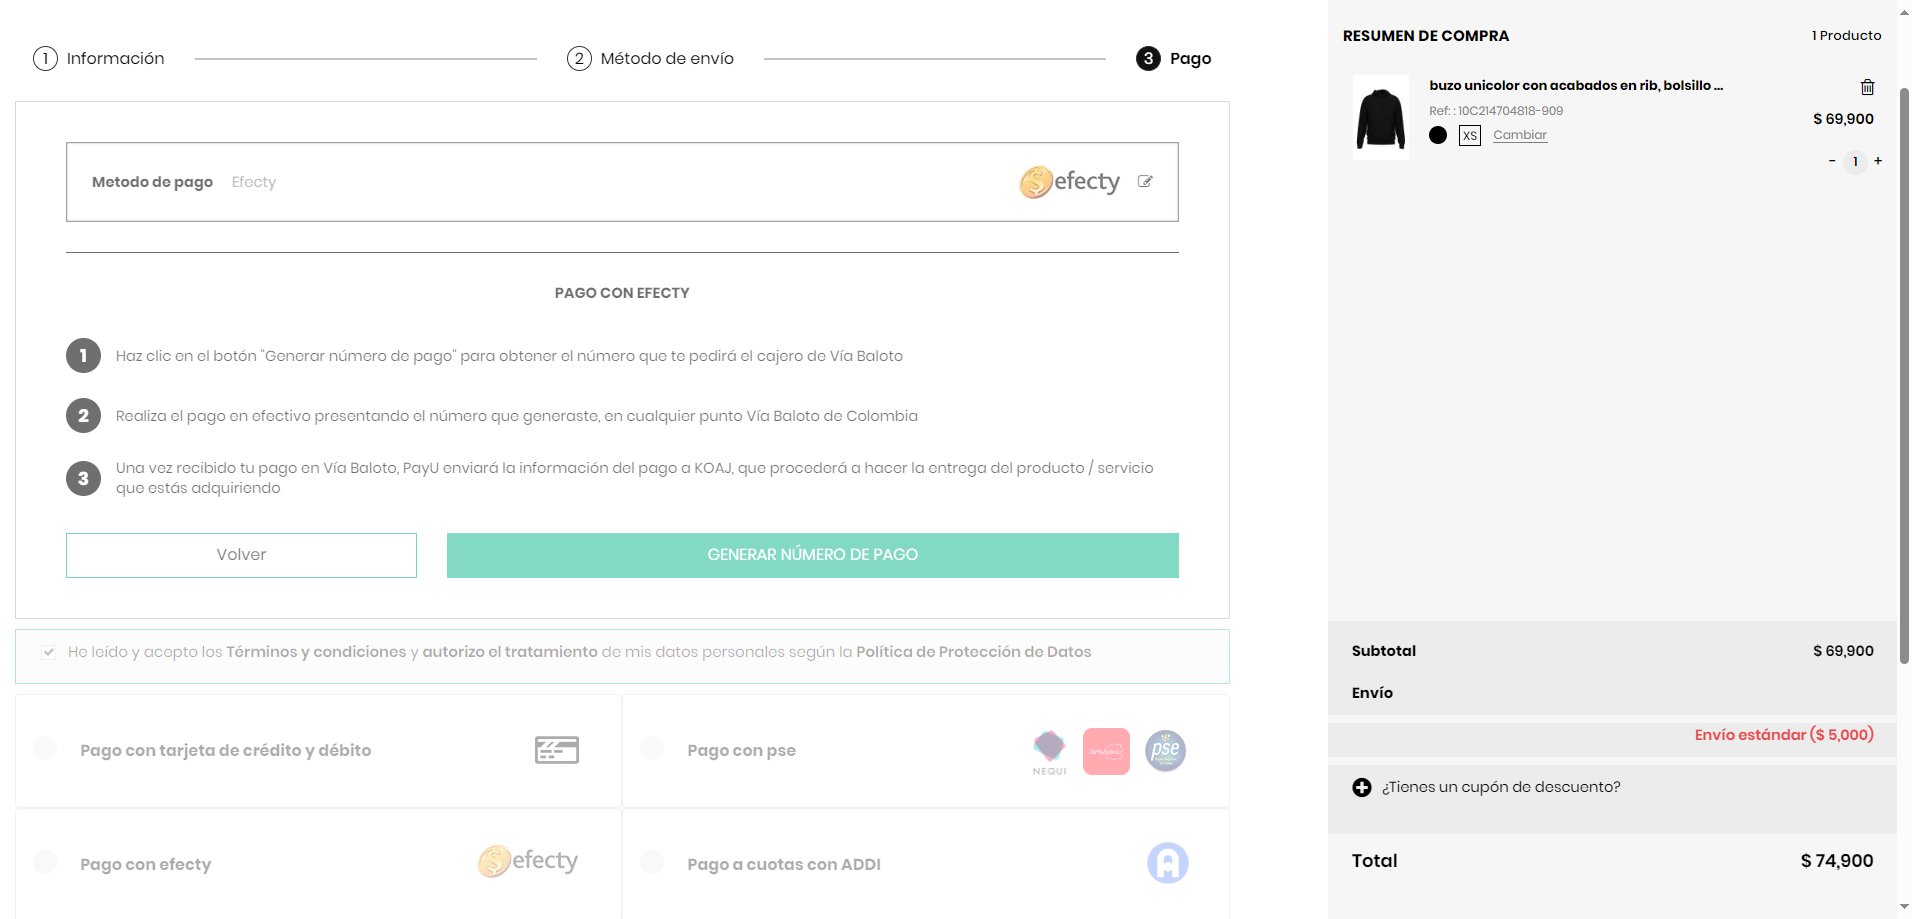 1 Información
2 Método de envío
3 Pago
Metodo de pago Efecty
efecty
PAGO CON EFECTY
1 Haz clic en el botón "Generar número de pago" para obtener el número que te pedirá el cajero de Vía Baloto
2 Realiza el pago en efectivo presentando el número que generaste, en cualquier punto Vía Baloto de Colombia
3 Una vez recibido tu pago en Vía Baloto, PayU enviará la información del pago a KOAJ, que procederá a hacer la entrega del producto / servicio
que estás adquiriendo
Volver
GENERAR NÚMERO DE PAGO
He leído y acepto los Términos y condiciones y autorizo el tratamiento de mis datos personales según la Política de Protección de Datos
Pago con tarjeta de crédito y débito
Pago con pse
NEQUI
pse
Pago con efecty
efecty
Pago a cuotas con ADDI
A
RESUMEN DE COMPRA
1 Producto
buzo unicolor con acabados en rib, bolsillo ...
Ref: : 10C214704818-909
$ 69,900
XS Cambiar
- 1 +
Subtotal
$ 69,900
Envío
Envío estándar ($ 5,000)
¿Tienes un cupón de descuento?
Total
$ 74,900